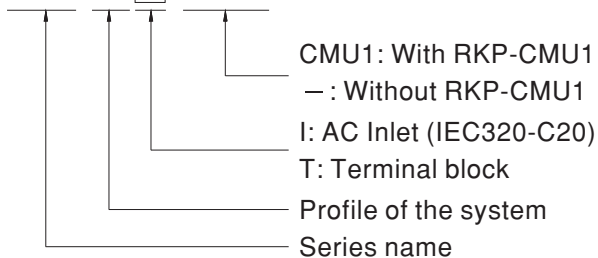 CMU1: With RKP-CMU1
– : Without RKP-CMU1
I: AC Inlet (IEC320-C20)
T: Terminal block
Profile of the system
Series name